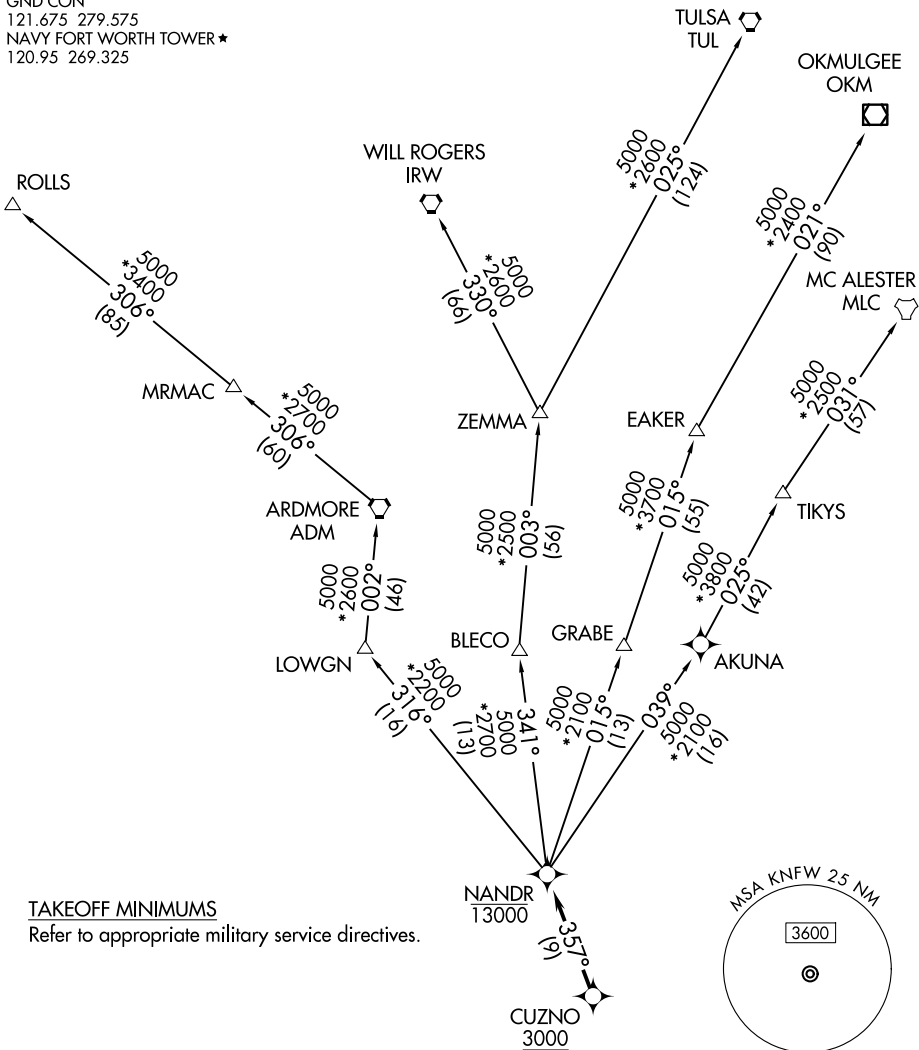 GND CON
121.675 279.575
NAVY FORT WORTH TOWER ★
120.95 269.325
TULSA
TUL
OKMULGEE
OKM
WILL ROGERS
IRW
ROLLS
5000
*2600
025°
(124)
5000
*2400
021°
(90)
5000
*3400
306°
(85)
5000
*2600
330°
(66)
MC ALESTER
MLC
MRMAC
5000
*2700
306°
(60)
ZEMMA
EAKER
5000
*2500
031°
(57)
ARDMORE
ADM
5000
*2500
003°
(56)
5000
*3700
015°
(55)
TIKYS
5000
*2600
002°
(46)
5000
*3800
025°
(42)
LOWGN
BLECO
GRABE
AKUNA
5000
*2200
316°
(16)
341°
5000
*2700
(13)
5000
*2100
015°
(13)
039°
5000
*2100
(16)
NANDR
13000
357°
(9)
CUZNO
3000
TAKEOFF MINIMUMS
Refer to appropriate military service directives.
MSA KNFW 25 NM
3600